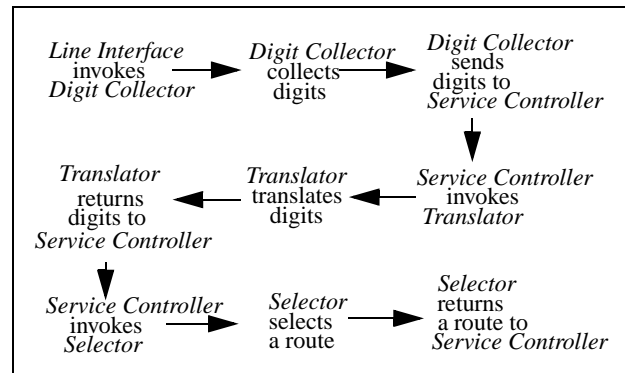 Line Interface
invokes
Digit Collector
Digit Collector
collects
digits
Digit Collector
sends
digits to
Service Controller
Service Controller
invokes
Translator
Translator
translates
digits
Translator
returns
digits to
Service Controller
Service Controller
invokes
Selector
Selector
selects
a route
Selector
returns
a route to
Service Controller